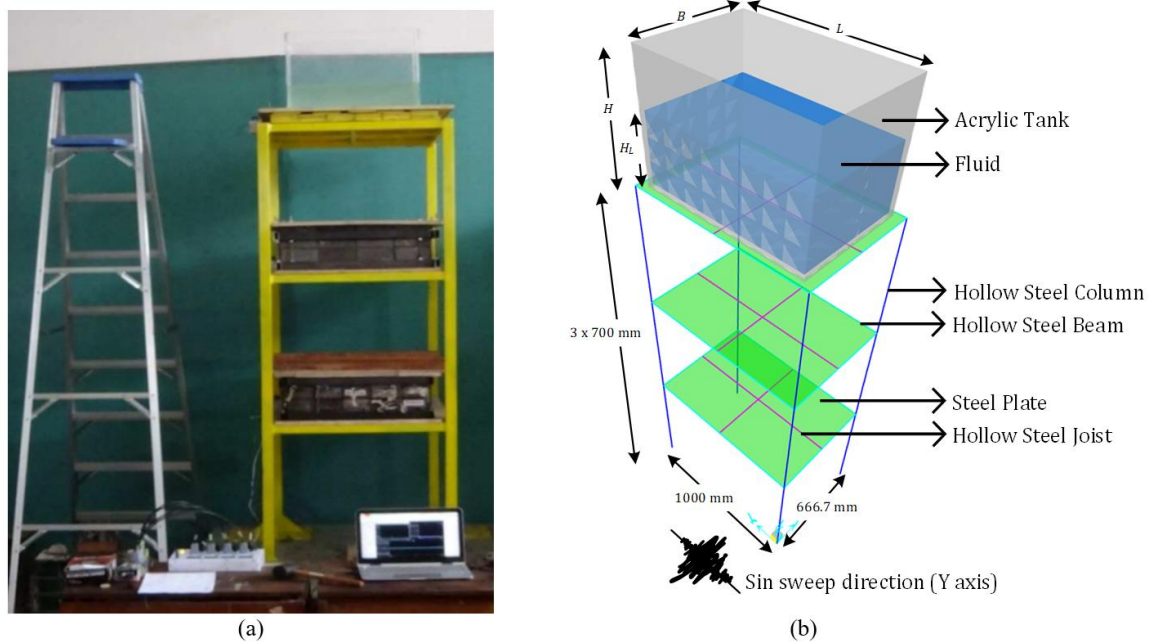 B
L
H
H_L
Acrylic Tank
Fluid
Hollow Steel Column
Hollow Steel Beam
3 x 700 mm
Steel Plate
Hollow Steel Joist
1000 mm
666.7 mm
Sin sweep direction (Y axis)
(a)
(b)